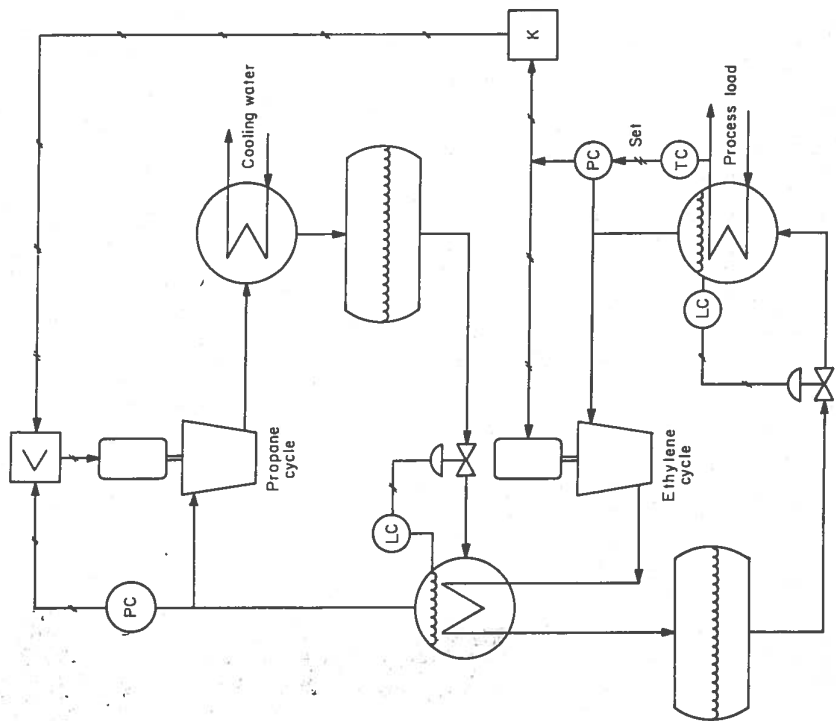 <
PC
Cooling water
Propane
cycle
LC
K
PC
Set
Ethylene
cycle
TC
LC
Process load